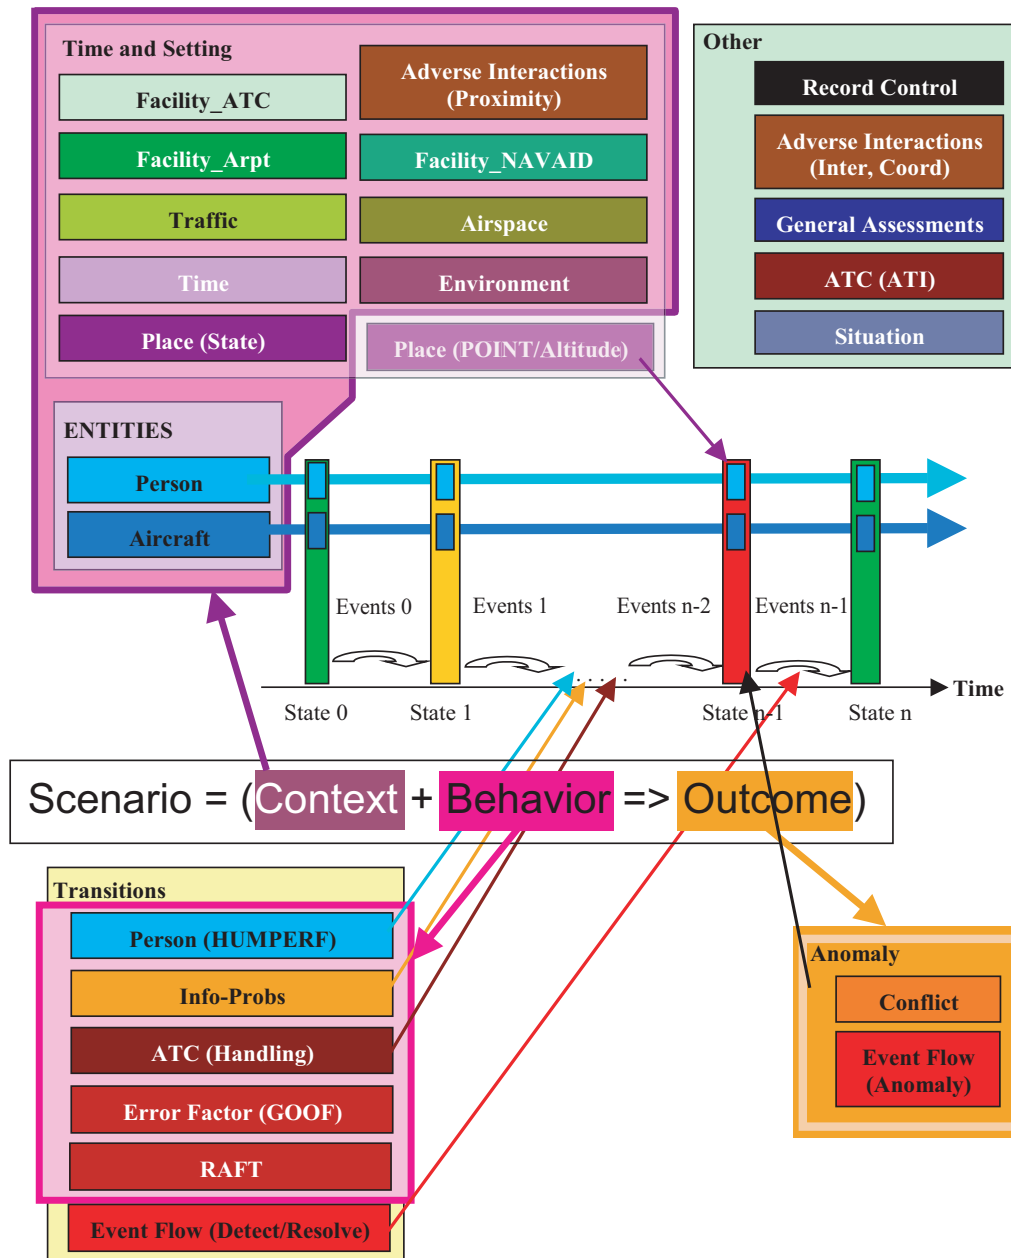 Time and Setting
Facility_ATC
Adverse Interactions
(Proximity)
Facility_Arpt
Facility_NAVAID
Traffic
Airspace
Time
Environment
Place (State)
Place (POINT/Altitude)
Other
Record Control
Adverse Interactions
(Inter, Coord)
General Assessments
ATC (ATI)
Situation
ENTITIES
Person
Aircraft
Events 0
Events 1
Events n-2
Events n-1
. . . . .
Time
State 0
State 1
State n-1
State n
Scenario = (Context + Behavior => Outcome)
Transitions
Person (HUMPERF)
Info-Probs
ATC (Handling)
Error Factor (GOOF)
RAFT
Event Flow (Detect/Resolve)
Anomaly
Conflict
Event Flow
(Anomaly)